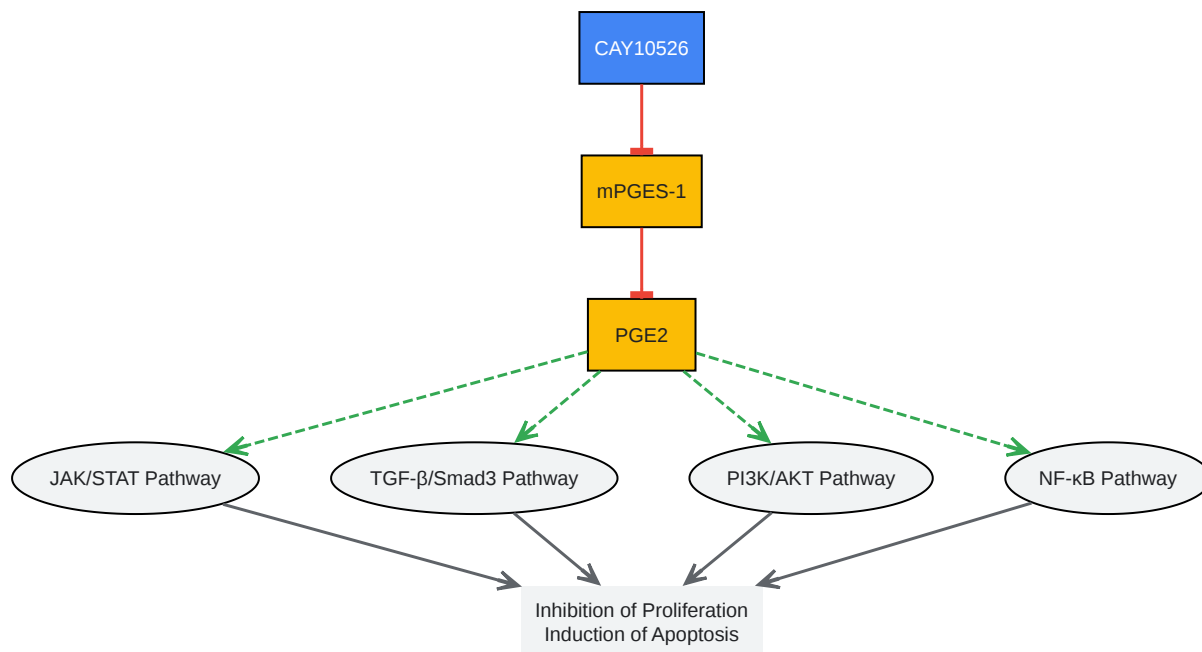 CAY10526
mPGES-1
PGE2
JAK/STAT Pathway
TGF-β/Smad3 Pathway
PI3K/AKT Pathway
NF-κB Pathway
Inhibition of Proliferation
Induction of Apoptosis